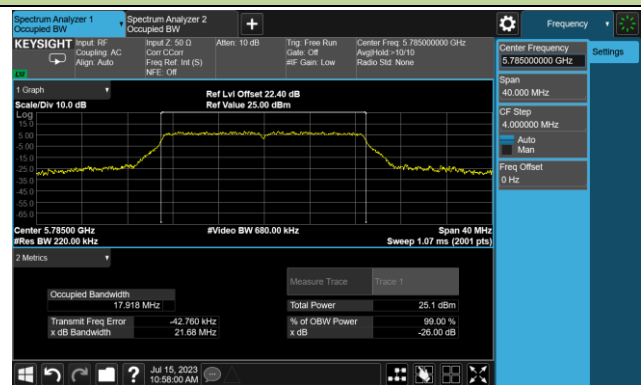 Spectrum Analyzer 1
Occupied BW
Spectrum Analyzer 2
Occupied BW
Frequency
KEYSIGHT
Input: RF
Coupling: AC
Align: Auto
Input Z: 50 Ω
Corr CCorr
Freq Ref: Int (S)
NFE: Off
Atten: 10 dB
Trig: Free Run
Gate: Off
#IF Gain: Low
Center Freq: 5.785000000 GHz
Avg|Hold:>10/10
Radio Std: None
Center Frequency
5.785000000 GHz
Settings
Span
40.000 MHz
CF Step
4.000000 MHz
Auto
Man
Freq Offset
0 Hz
1 Graph
Scale/Div 10.0 dB
Ref Lvl Offset 22.40 dB
Ref Value 25.00 dBm
Log
15.0
5.00
-5.00
-15.0
-25.0
-35.0
-45.0
-55.0
-65.0
Center 5.78500 GHz
#Video BW 680.00 kHz
Span 40 MHz
#Res BW 220.00 kHz
Sweep 1.07 ms (2001 pts)
2 Metrics
Measure Trace
Trace 1
Occupied Bandwidth
17.918 MHz
Total Power
25.1 dBm
Transmit Freq Error
-42.760 kHz
% of OBW Power
99.00 %
x dB Bandwidth
21.68 MHz
x dB
-26.00 dB
?
Jul 15, 2023
10:58:00 AM